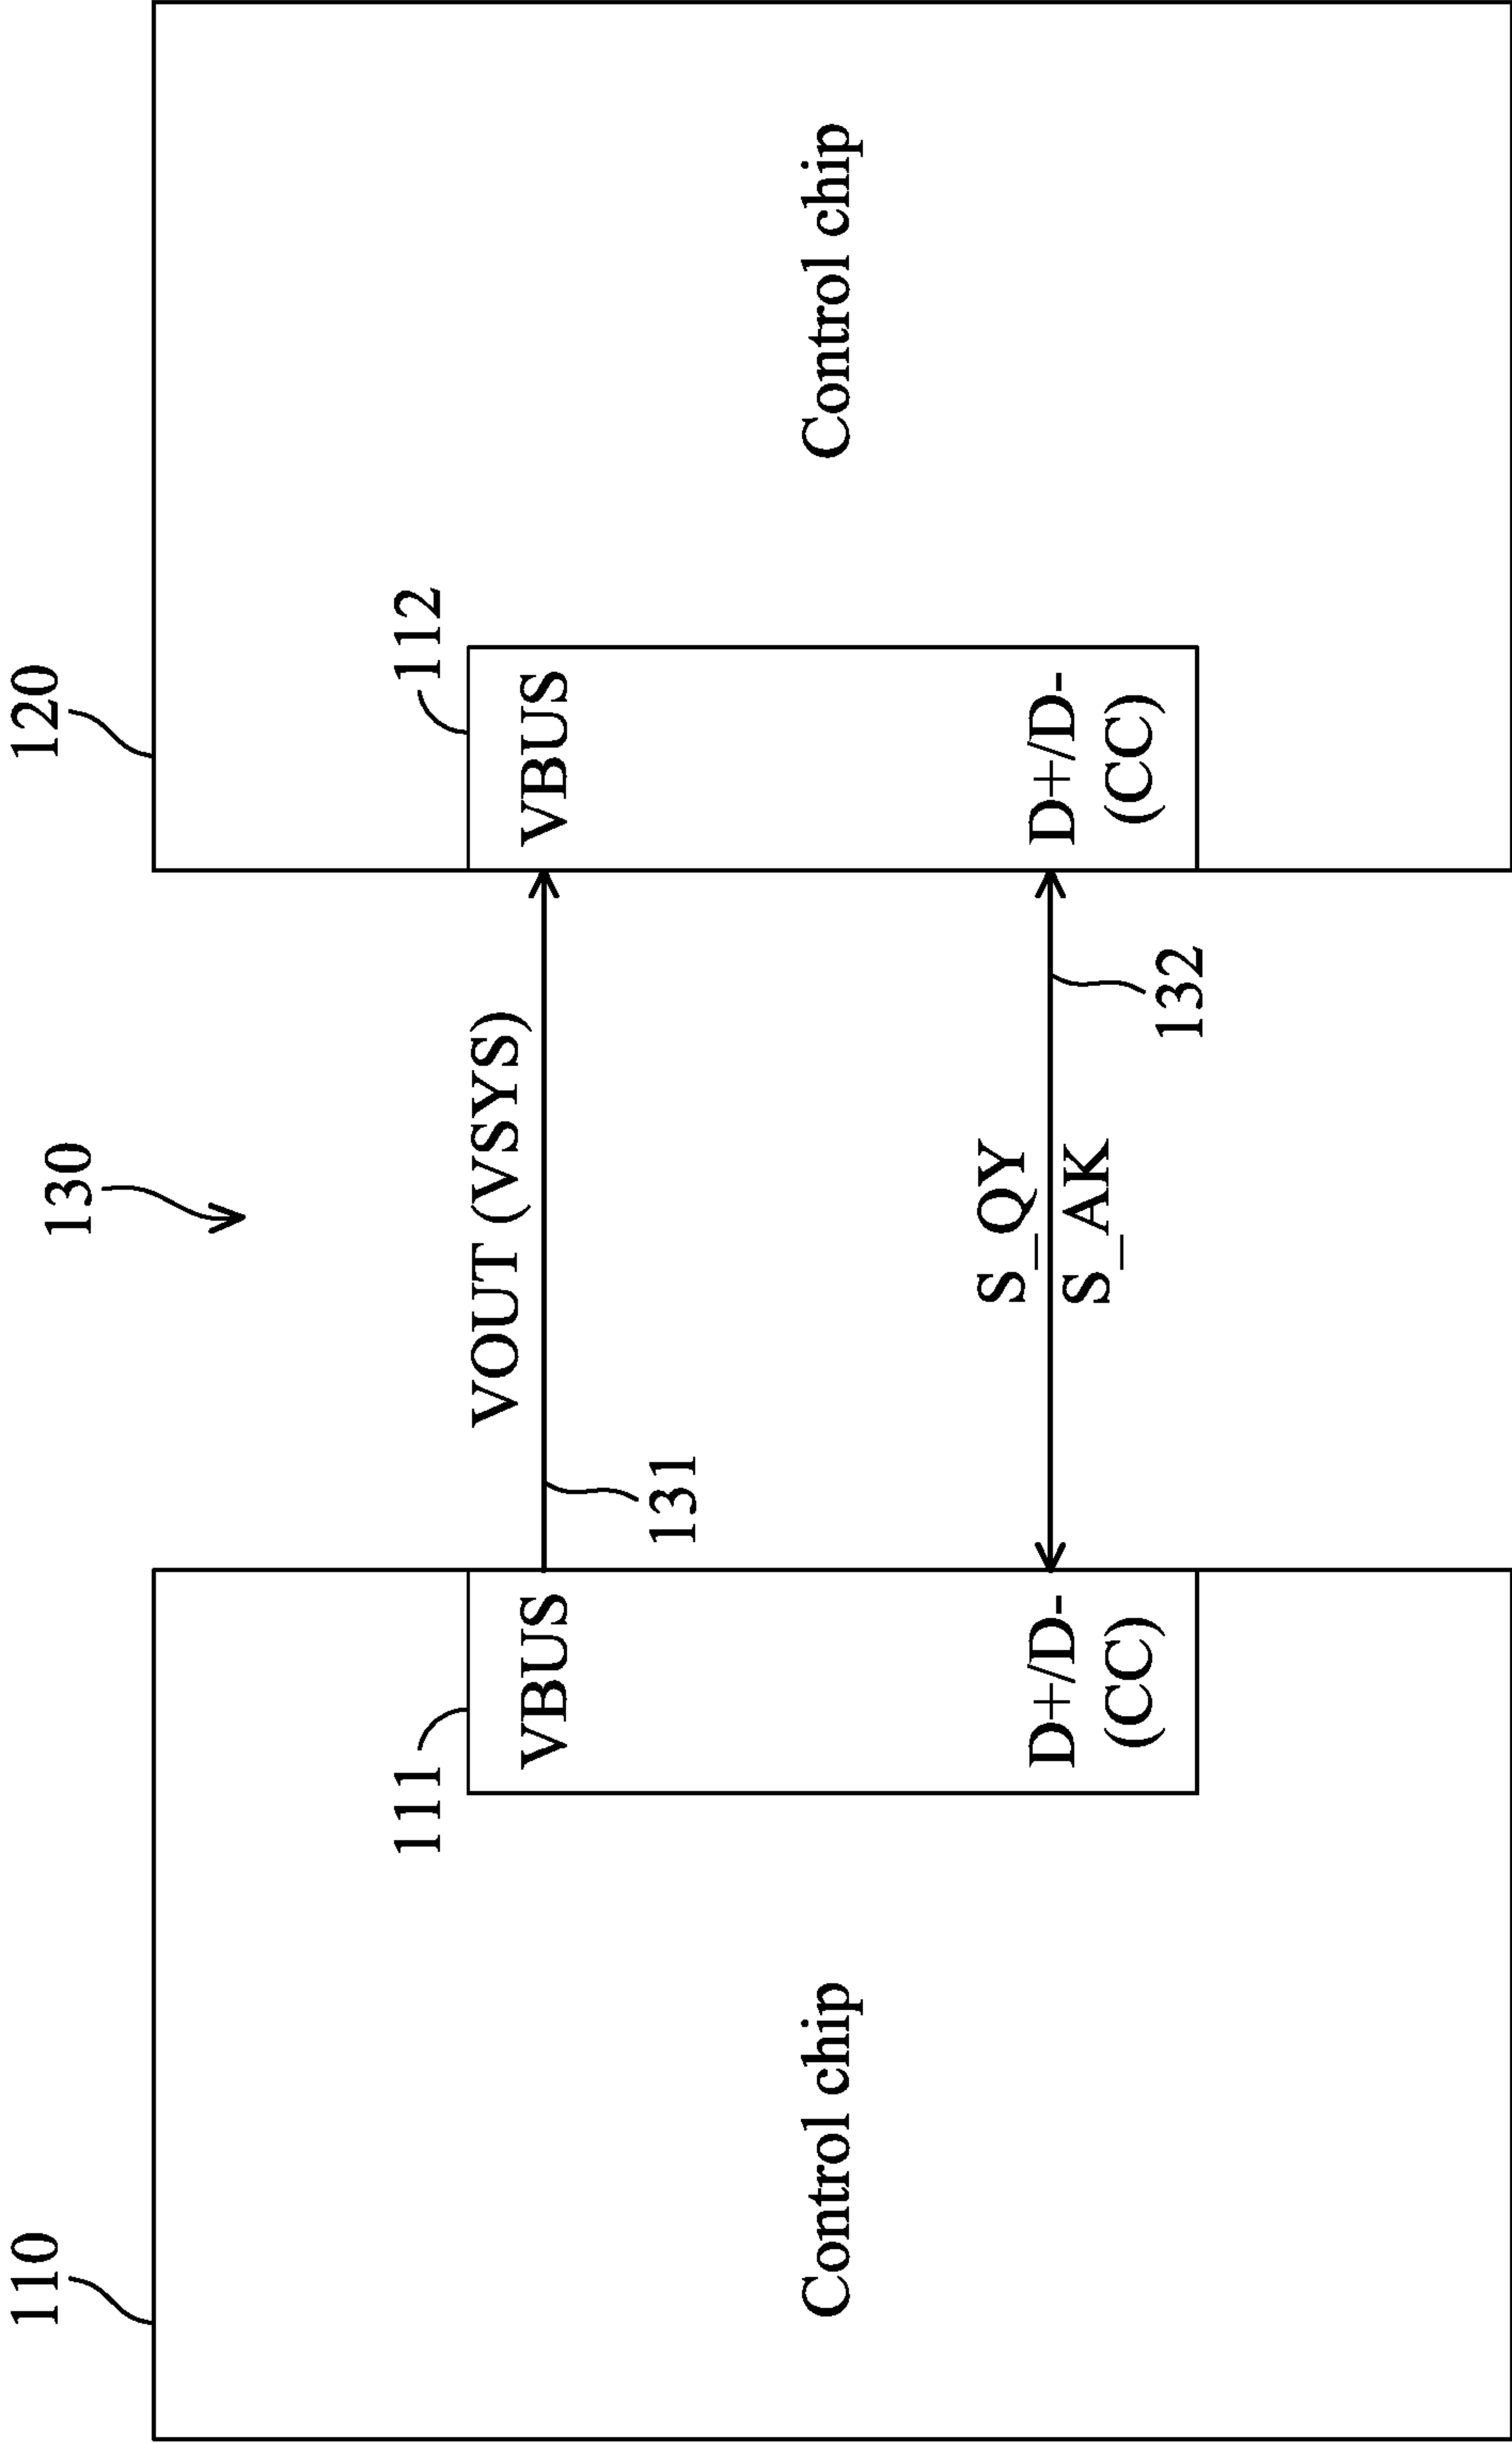 130
110
120
Control chip
111
VBUS
D+/D-
(CC)
VOUT (VSYS)
131
S_QY
S_AK
132
112
VBUS
D+/D-
(CC)
Control chip